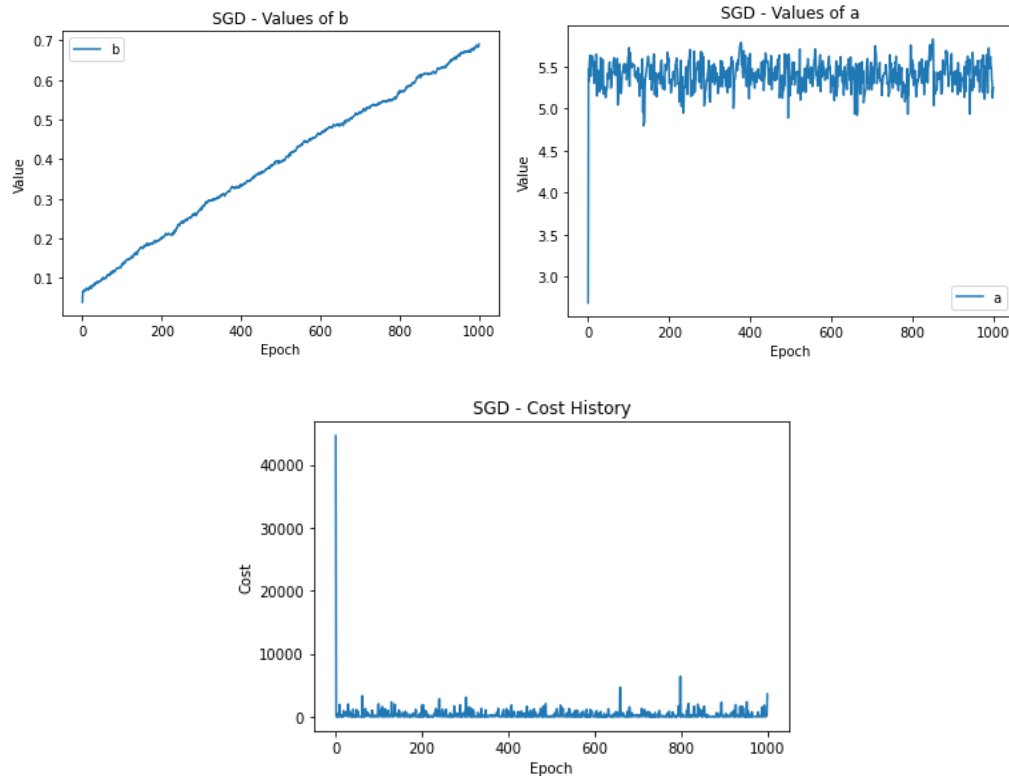 SGD - Values of b
0.7
0.6
0.5
0.4
0.3
0.2
0.1
Value
b
0 200 400 600 800 1000
Epoch
SGD - Values of a
5.5
5.0
4.5
4.0
3.5
3.0
Value
a
0 200 400 600 800 1000
Epoch
SGD - Cost History
40000
30000
20000
10000
0
Cost
0 200 400 600 800 1000
Epoch